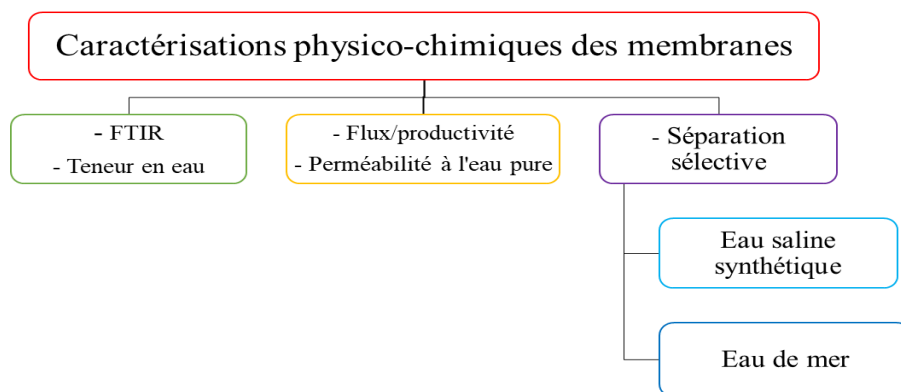 Caractérisations physico-chimiques des membranes
- FTIR
- Teneur en eau
- Flux/productivité
- Perméabilité à l'eau pure
- Séparation
sélective
Eau saline
synthétique
Eau de mer